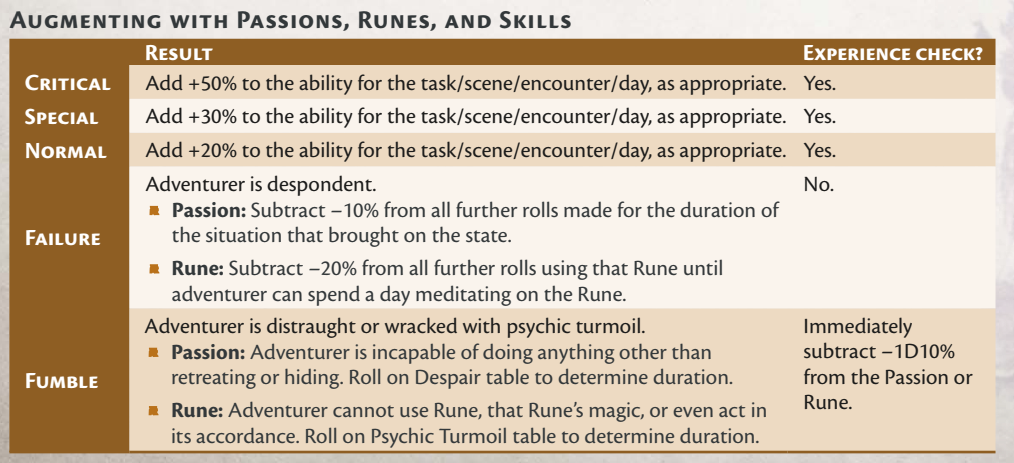 Augmenting with Passions, Runes, and Skills
Result Experience check?
Critical Add +50% to the ability for the task/scene/encounter/day, as appropriate. Yes.
Special Add +30% to the ability for the task/scene/encounter/day, as appropriate. Yes.
Normal Add +20% to the ability for the task/scene/encounter/day, as appropriate. Yes.
Failure
Adventurer is despondent. No.
■ Passion: Subtract −10% from all further rolls made for the duration of
the situation that brought on the state.
■ Rune: Subtract −20% from all further rolls using that Rune until
adventurer can spend a day meditating on the Rune.
Fumble
Adventurer is distraught or wracked with psychic turmoil.
■ Passion: Adventurer is incapable of doing anything other than
retreating or hiding. Roll on Despair table to determine duration.
■ Rune: Adventurer cannot use Rune, that Rune’s magic, or even act in
its accordance. Roll on Psychic Turmoil table to determine duration.
Immediately
subtract −1D10%
from the Passion or
Rune.